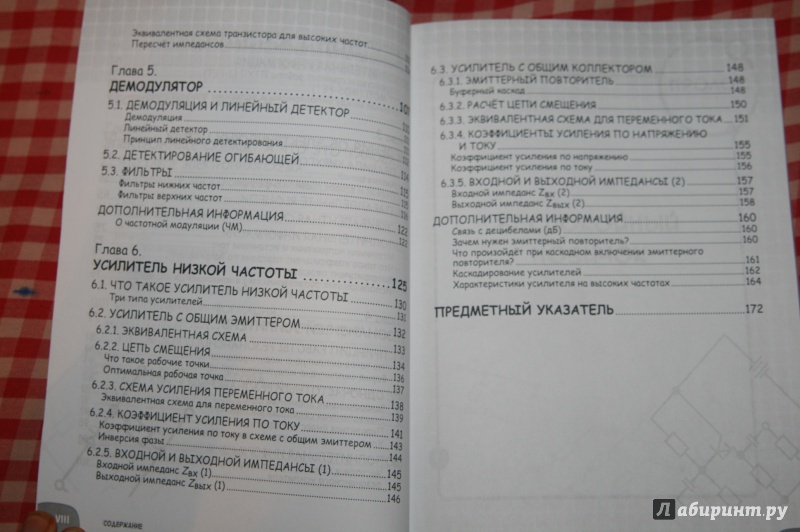 Эквивалентная схема транзистора для высоких частот
Пересчёт импедансов
Глава 5.
ДЕМОДУЛЯТОР
5.1. ДЕМОДУЛЯЦИЯ И ЛИНЕЙНЫЙ ДЕТЕКТОР
Демодуляция
Линейный детектор
Принцип линейного детектирования
5.2. ДЕТЕКТИРОВАНИЕ ОГИБАЮЩЕЙ
5.3. ФИЛЬТРЫ
Фильтры нижних частот
Фильтры верхних частот
ДОПОЛНИТЕЛЬНАЯ ИНФОРМАЦИЯ 122
О частотной модуляции (ЧМ) 122
Глава 6.
УСИЛИТЕЛЬ НИЗКОЙ ЧАСТОТЫ 125
6.1. ЧТО ТАКОЕ УСИЛИТЕЛЬ НИЗКОЙ ЧАСТОТЫ 130
Три типа усилителей 131
6.2. УСИЛИТЕЛЬ С ОБЩИМ ЭМИТТЕРОМ 132
6.2.1. ЭКВИВАЛЕНТНАЯ СХЕМА 133
6.2.2. ЦЕПЬ СМЕЩЕНИЯ 134
Что такое рабочие точки 136
Оптимальная рабочая точка 137
6.2.3. СХЕМА УСИЛЕНИЯ ПЕРЕМЕННОГО ТОКА 138
Эквивалентная схема для переменного тока 139
6.2.4. КОЭФФИЦИЕНТ УСИЛЕНИЯ ПО ТОКУ 141
Коэффициент усиления по току в схеме с общим эмиттером 143
Инверсия фазы 144
6.2.5. ВХОДНОЙ И ВЫХОДНОЙ ИМПЕДАНСЫ (1) 145
Входной импеданс Zвх (1) 145
Выходной импеданс Zвых (1) 146
VIII СОДЕРЖАНИЕ
6.3. УСИЛИТЕЛЬ С ОБЩИМ КОЛЛЕКТОРОМ 148
6.3.1. ЭМИТТЕРНЫЙ ПОВТОРИТЕЛЬ 148
Буферный каскад 148
6.3.2. РАСЧЁТ ЦЕПИ СМЕЩЕНИЯ 150
6.3.3. ЭКВИВАЛЕНТНАЯ СХЕМА ДЛЯ ПЕРЕМЕННОГО ТОКА 151
6.3.4. КОЭФФИЦИЕНТЫ УСИЛЕНИЯ ПО НАПРЯЖЕНИЮ
И ТОКУ 155
Коэффициент усиления по напряжению 155
Коэффициент усиления по току 156
6.3.5. ВХОДНОЙ И ВЫХОДНОЙ ИМПЕДАНСЫ (2) 157
Входной импеданс Zвх (2) 157
Выходной импеданс Zвых (2) 158
ДОПОЛНИТЕЛЬНАЯ ИНФОРМАЦИЯ 160
Связь с децибелами (дБ) 160
Зачем нужен эмиттерный повторитель? 160
Что произойдёт при каскадном включении эмиттерного
повторителя? 161
Каскадирование усилителей 162
Характеристики усилителя на высоких частотах 164
ПРЕДМЕТНЫЙ УКАЗАТЕЛЬ 172
Лабиринт.ру